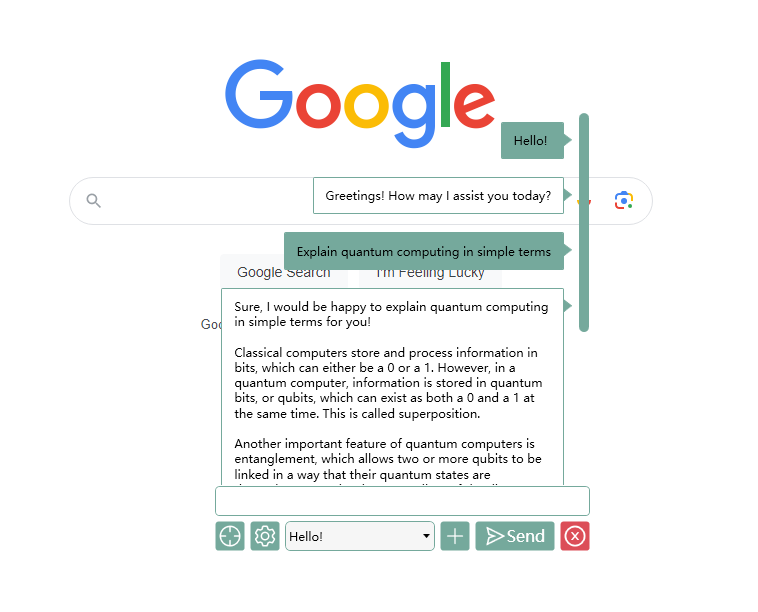 Google
Hello!
Greetings! How may I assist you today?
Explain quantum computing in simple terms
Google Search
I'm Feeling Lucky
Sure, I would be happy to explain quantum computing
in simple terms for you!
Classical computers store and process information in
bits, which can either be a 0 or a 1. However, in a
quantum computer, information is stored in quantum
bits, or qubits, which can exist as both a 0 and a 1 at
the same time. This is called superposition.
Another important feature of quantum computers is
entanglement, which allows two or more qubits to be
linked in a way that their quantum states are
Hello!
Send